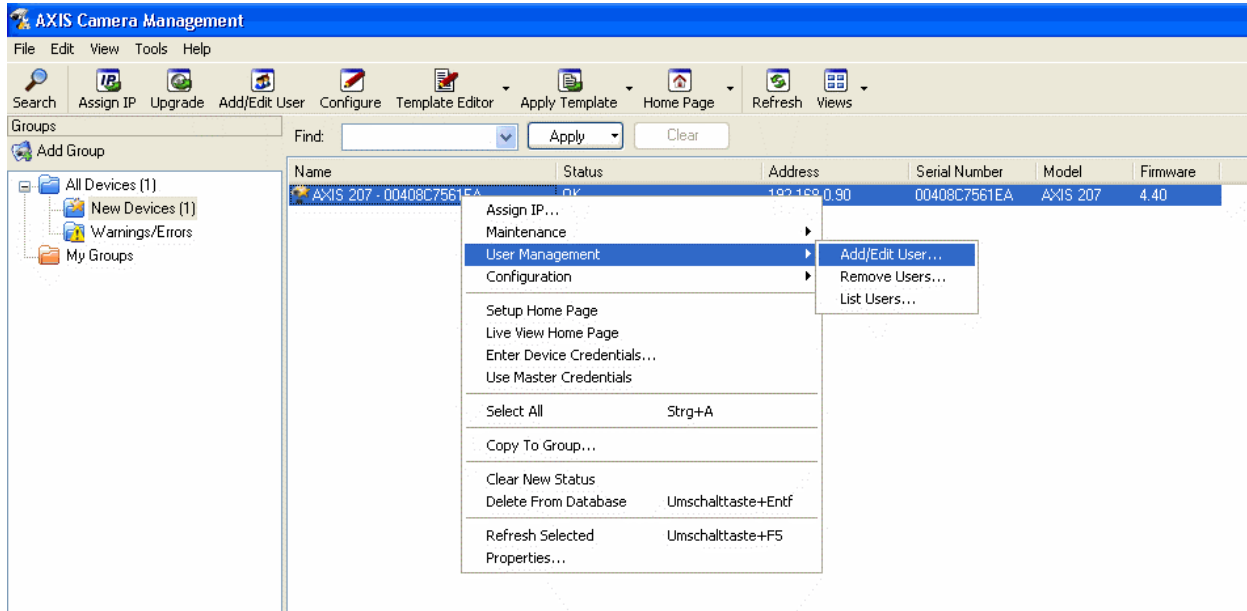 AXIS Camera Management
File Edit View Tools Help
Search Assign IP Upgrade Add/Edit User Configure Template Editor Apply Template Home Page Refresh Views
Groups
Find: Apply Clear
Add Group
Name Status Address Serial Number Model Firmware
All Devices (1)
AXIS 207 - 00408C7561EA OK 192.168.0.90 00408C7561EA AXIS 207 4.40
New Devices (1)
Warnings/Errors
My Groups
Assign IP...
Maintenance
User Management
Configuration
Setup Home Page
Live View Home Page
Enter Device Credentials...
Use Master Credentials
Select All Strg+A
Copy To Group...
Clear New Status
Delete From Database Umschalttaste+Entf
Refresh Selected Umschalttaste+F5
Properties...
Add/Edit User...
Remove Users...
List Users...